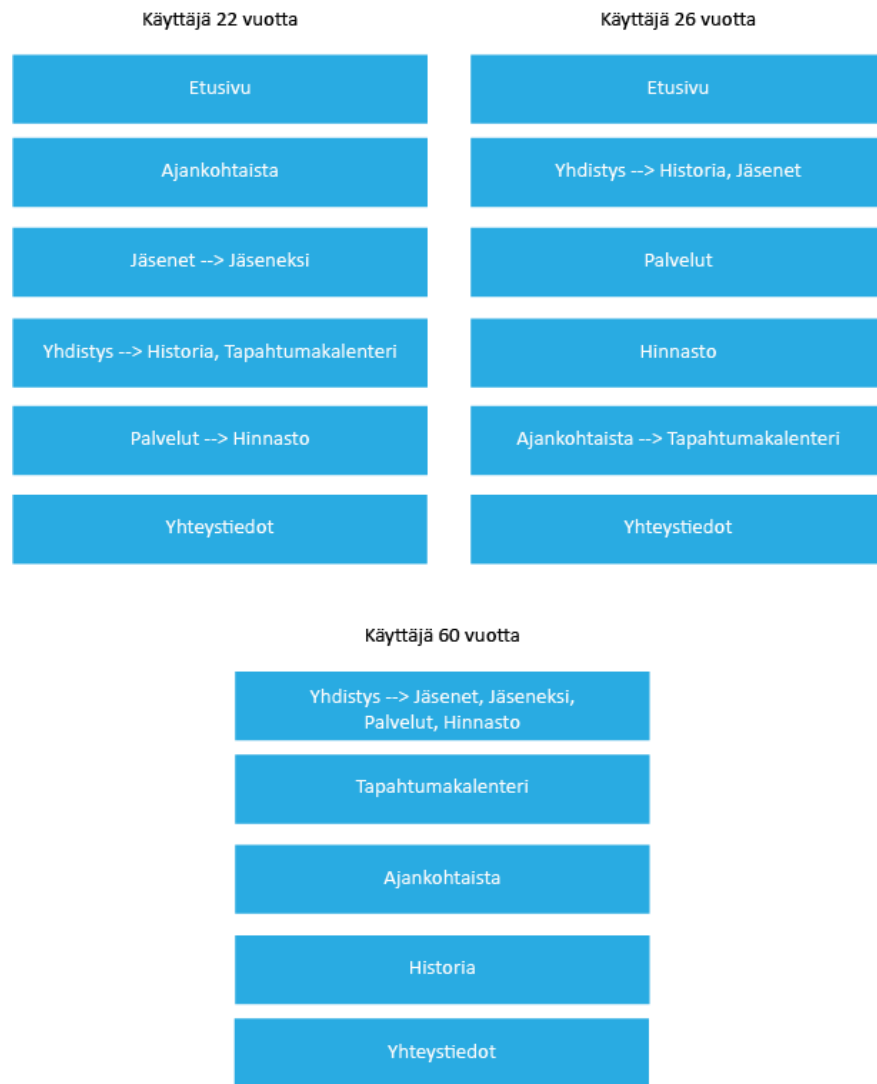 Käyttäjä 22 vuotta
Etusivu
Ajankohtaista
Jäsenet --> Jäseneksi
Yhdistys --> Historia, Tapahtumakalenteri
Palvelut --> Hinnasto
Yhteystiedot
Käyttäjä 26 vuotta
Etusivu
Yhdistys --> Historia, Jäsenet
Palvelut
Hinnasto
Ajankohtaista --> Tapahtumakalenteri
Yhteystiedot
Käyttäjä 60 vuotta
Yhdistys --> Jäsenet, Jäseneksi,
Palvelut, Hinnasto
Tapahtumakalenteri
Ajankohtaista
Historia
Yhteystiedot